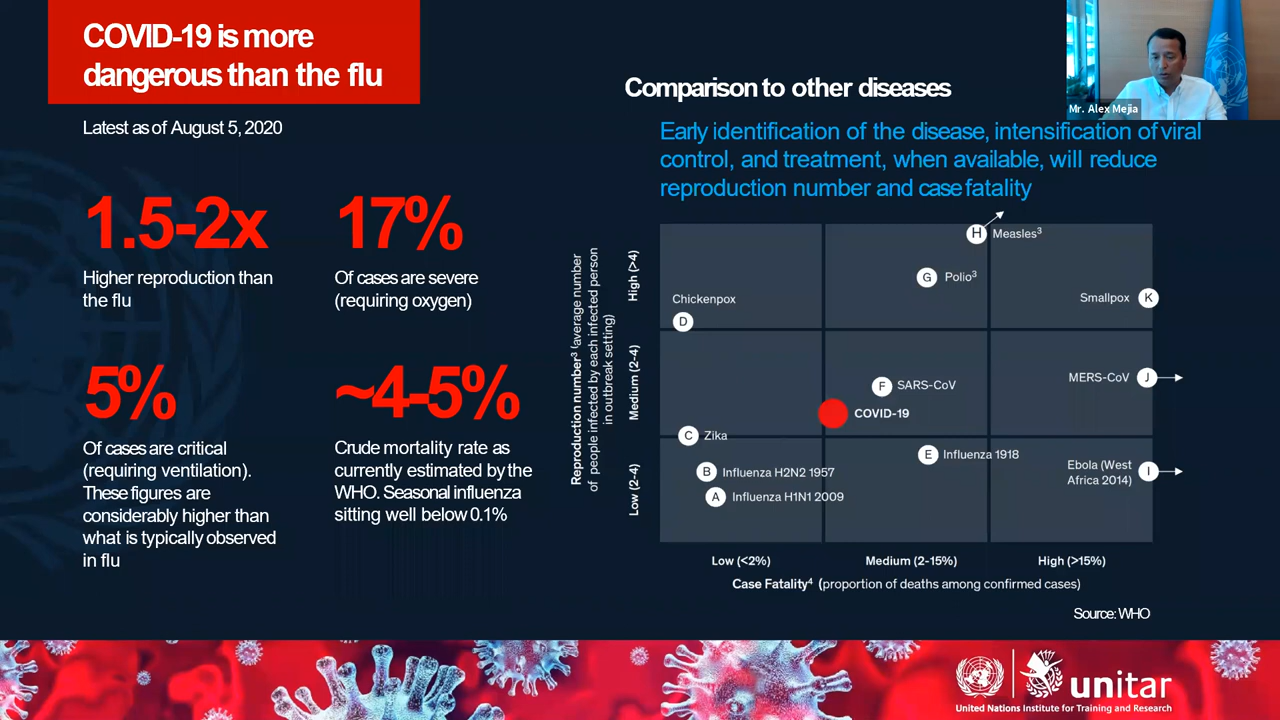 COVID-19 is more
dangerous than the flu
Latest as of August 5, 2020
1.5-2x
Higher reproduction than
the flu
17%
Of cases are severe
(requiring oxygen)
5%
Of cases are critical
(requiring ventilation).
These figures are
considerably higher than
what is typically observed
in flu
~4-5%
Crude mortality rate as
currently estimated by the
WHO. Seasonal influenza
sitting well below 0.1%
Mr. Alex Mejia
Comparison to other diseases
Early identification of the disease, intensification of viral
control, and treatment, when available, will reduce
reproduction number and case fatality
Reproduction number³ (average number
of people infected by each infected person
in outbreak setting)
High (>4)
Medium (2-4)
Low (2-4)
H Measles³
G Polio³
Chickenpox
D
Smallpox K
F SARS-CoV
MERS-CoV J
COVID-19
C Zika
E Influenza 1918
B Influenza H2N2 1957
Ebola (West
Africa 2014) I
A Influenza H1N1 2009
Low (<2%)
Medium (2-15%)
High (>15%)
Case Fatality⁴ (proportion of deaths among confirmed cases)
Source: WHO
unitar
United Nations Institute for Training and Research